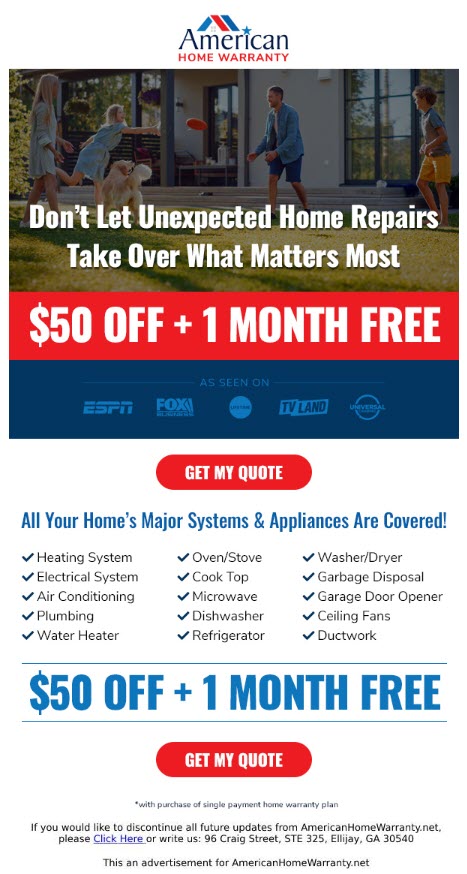 American
HOME WARRANTY
Don't Let Unexpected Home Repairs
Take Over What Matters Most
$50 OFF + 1 MONTH FREE
AS SEEN ON
ESPN FOX BUSINESS LIFETIME TV LAND UNIVERSAL
GET MY QUOTE
All Your Home's Major Systems & Appliances Are Covered!
Heating System
Electrical System
Air Conditioning
Plumbing
Water Heater
Oven/Stove
Cook Top
Microwave
Dishwasher
Refrigerator
Washer/Dryer
Garbage Disposal
Garage Door Opener
Ceiling Fans
Ductwork
$50 OFF + 1 MONTH FREE
GET MY QUOTE
*with purchase of single payment home warranty plan
If you would like to discontinue all future updates from AmericanHomeWarranty.net,
please Click Here or write us: 96 Craig Street, STE 325, Ellijay, GA 30540
This an advertisement for AmericanHomeWarranty.net